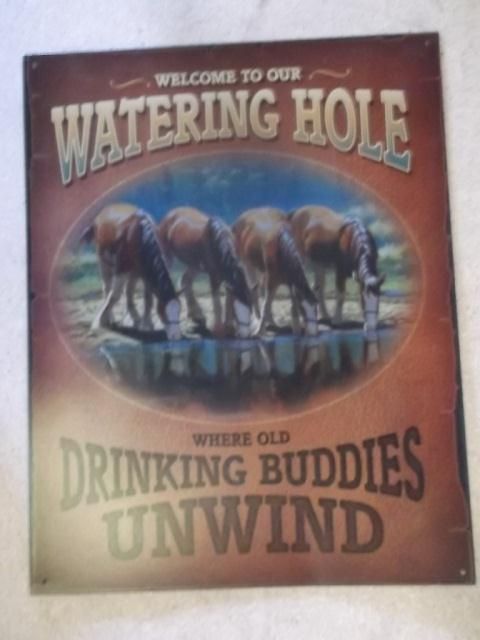 WELCOME TO OUR
WATERING HOLE
WHERE OLD
DRINKING BUDDIES
UNWIND